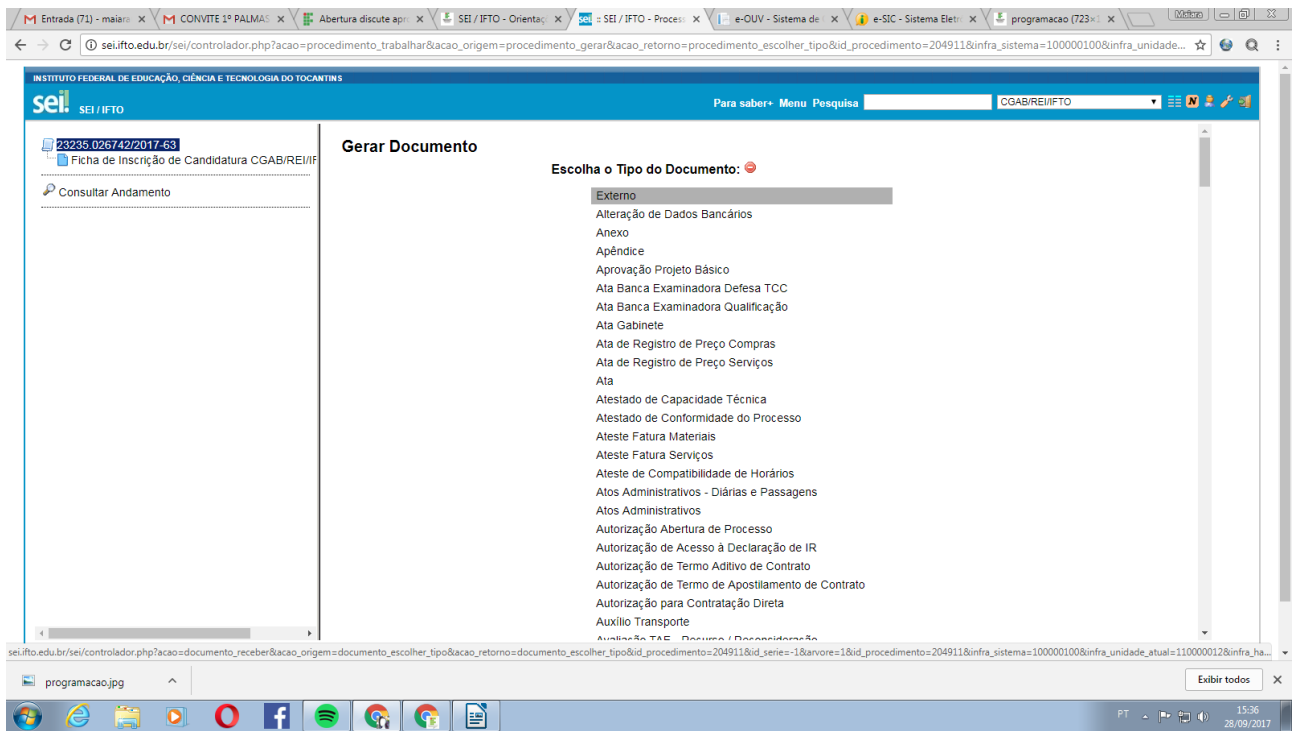 Entrada (71) - maiara
CONVITE 1º PALMAS
Abertura discute apro
SEI / IFTO - Orientaç
sei. :: SEI / IFTO - Process
e-OUV - Sistema de
e-SIC - Sistema Eletr
programacao (723×
Maiara
sei.ifto.edu.br/sei/controlador.php?acao=procedimento_trabalhar&acao_origem=procedimento_gerar&acao_retorno=procedimento_escolher_tipo&id_procedimento=204911&infra_sistema=100000100&infra_unidade...
INSTITUTO FEDERAL DE EDUCAÇÃO, CIÊNCIA E TECNOLOGIA DO TOCANTINS
sei! SEI / IFTO
Para saber+ Menu Pesquisa
CGAB/REI/IFTO
23235.026742/2017-63
Ficha de Inscrição de Candidatura CGAB/REI/IF
Consultar Andamento
Gerar Documento
Escolha o Tipo do Documento:
Externo
Alteração de Dados Bancários
Anexo
Apêndice
Aprovação Projeto Básico
Ata Banca Examinadora Defesa TCC
Ata Banca Examinadora Qualificação
Ata Gabinete
Ata de Registro de Preço Compras
Ata de Registro de Preço Serviços
Ata
Atestado de Capacidade Técnica
Atestado de Conformidade do Processo
Ateste Fatura Materiais
Ateste Fatura Serviços
Ateste de Compatibilidade de Horários
Atos Administrativos - Diárias e Passagens
Atos Administrativos
Autorização Abertura de Processo
Autorização de Acesso à Declaração de IR
Autorização de Termo Aditivo de Contrato
Autorização de Termo de Apostilamento de Contrato
Autorização para Contratação Direta
Auxílio Transporte
Avaliação TAE - Recurso / Reconsideração
sei.ifto.edu.br/sei/controlador.php?acao=documento_receber&acao_origem=documento_escolher_tipo&acao_retorno=documento_escolher_tipo&id_procedimento=204911&id_serie=-1&arvore=1&id_procedimento=204911&infra_sistema=100000100&infra_unidade_atual=110000012&infra_ha...
programacao.jpg
Exibir todos
PT
15:36
28/09/2017